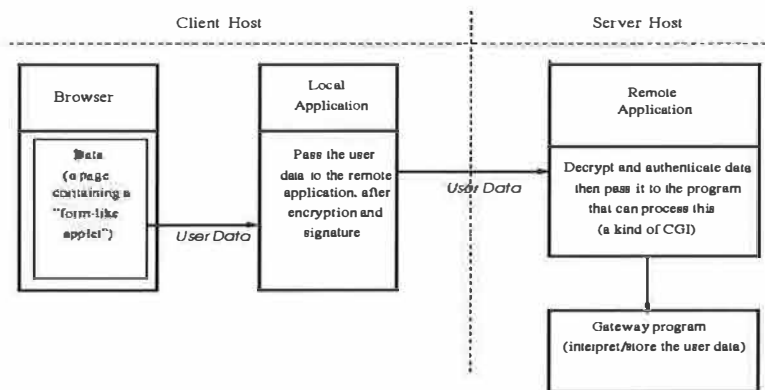 Client Host
Server Host
Browser
Data
(a page
containing a
"form-like
applet")
User Data
Local
Application
Pass the user
data to the remote
application, after
encryption and
signature
User Data
Remote
Application
Decrypt and authenticate data
then pass it to the program
that can process this
(a kind of CGI)
Gateway program
(interpret/store the user data)